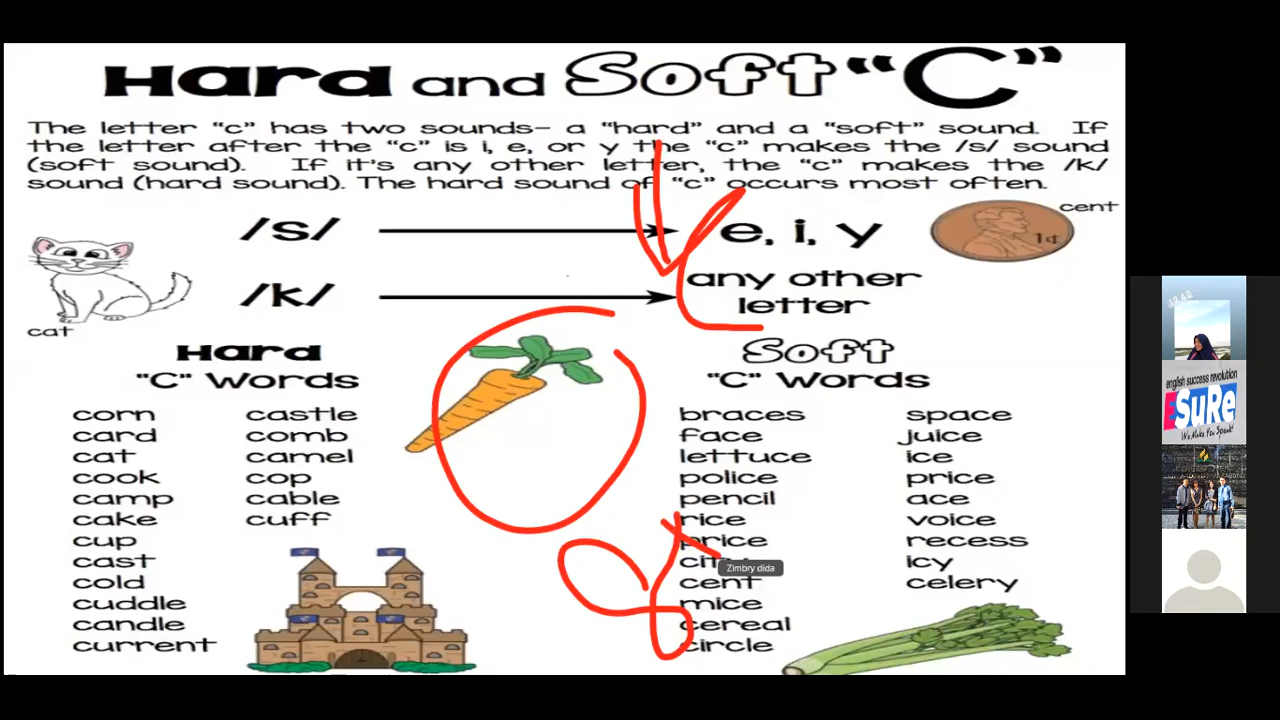 Hard and Soft “C”
The letter “c” has two sounds- a “hard” and a “soft” sound. If
the letter after the “c” is i, e, or y the “c” makes the /s/ sound
(soft sound). If it's any other letter, the “c” makes the /k/
sound (hard sound). The hard sound of “c” occurs most often.
cent
/s/ e, i, y
1¢
/k/ any other
letter
cat
Hard
“C” Words
corn castle
card comb
cat camel
cook cop
camp cable
cake cuff
cup
cast
cold
cuddle
candle
current
Soft
“C” Words
braces space
face juice
lettuce ice
police price
pencil ace
rice voice
price recess
city icy
cent celery
mice
cereal
circle
Zimbry dida
english success revolution
ESuRe
We Make You Speak!